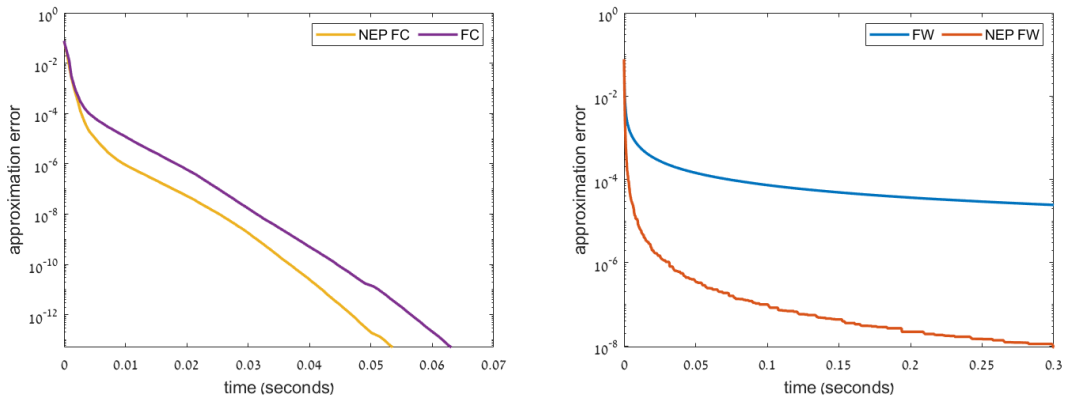 10^0
10^-2
10^-4
10^-6
10^-8
10^-10
10^-12
approximation error
NEP FC
FC
0 0.01 0.02 0.03 0.04 0.05 0.06 0.07
time (seconds)
10^0
10^-2
10^-4
10^-6
10^-8
approximation error
FW
NEP FW
0 0.05 0.1 0.15 0.2 0.25 0.3
time (seconds)